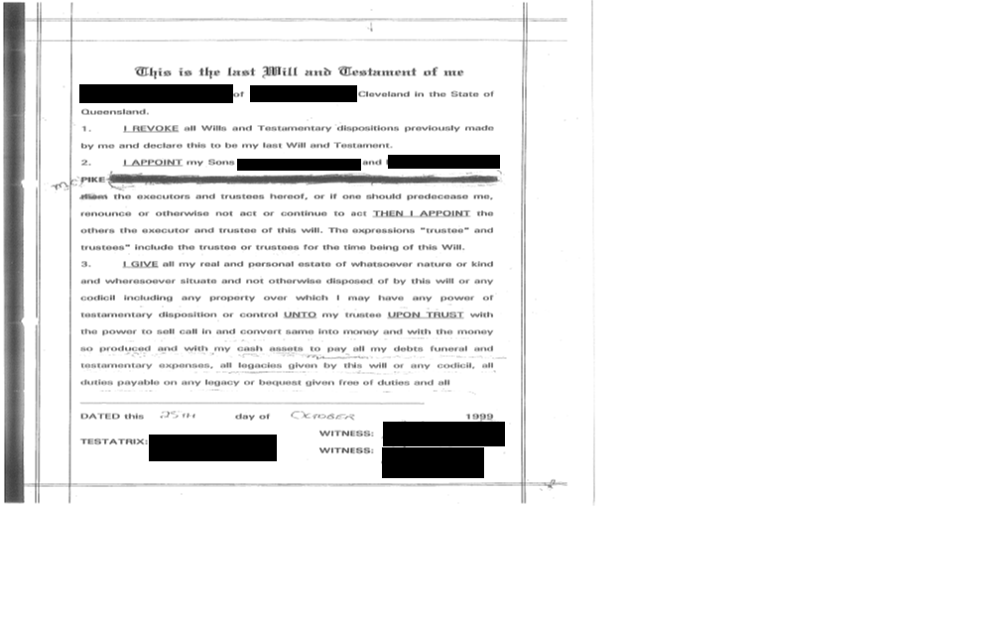 This is the last Will and Testament of me
of Cleveland in the State of
Queensland.
1. I REVOKE all Wills and Testamentary dispositions previously made
by me and declare this to be my last Will and Testament.
2. I APPOINT my Sons and
PIKE
them the executors and trustees hereof, or if one should predecease me,
renounce or otherwise not act or continue to act THEN I APPOINT the
others the executor and trustee of this will. The expressions "trustee" and
trustees" include the trustee or trustees for the time being of this Will.
3. I GIVE all my real and personal estate of whatsoever nature or kind
and wheresoever situate and not otherwise disposed of by this will or any
codicil including any property over which I may have any power of
testamentary disposition or control UNTO my trustee UPON TRUST with
the power to sell call in and convert same into money and with the money
so produced and with my cash assets to pay all my debts funeral and
testamentary expenses, all legacies given by this will or any codicil, all
duties payable on any legacy or bequest given free of duties and all
DATED this 25TH day of OCTOBER 1999
WITNESS:
TESTATRIX:
WITNESS: